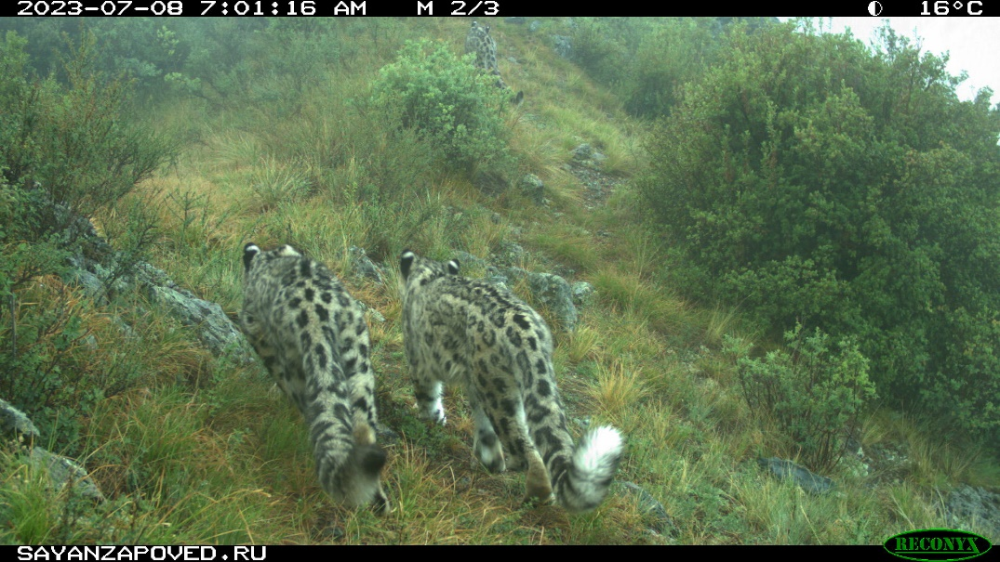 2023-07-08 7:01:16 AM M 2/3 16°C
SAYANZAPOVED.RU
RECONYX